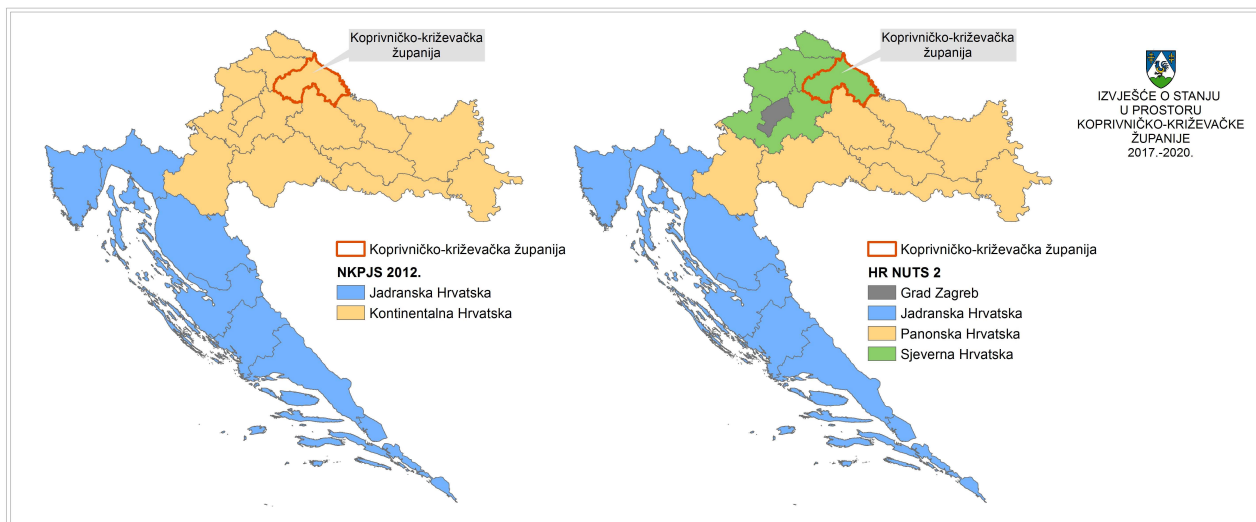 Koprivničko-križevačka
županija
Koprivničko-križevačka županija
NKPJS 2012.
Jadranska Hrvatska
Kontinentalna Hrvatska
Koprivničko-križevačka
županija
Koprivničko-križevačka županija
HR NUTS 2
Grad Zagreb
Jadranska Hrvatska
Panonska Hrvatska
Sjeverna Hrvatska
IZVJEŠĆE O STANJU
U PROSTORU
KOPRIVNIČKO-KRIŽEVAČKE
ŽUPANIJE
2017.-2020.